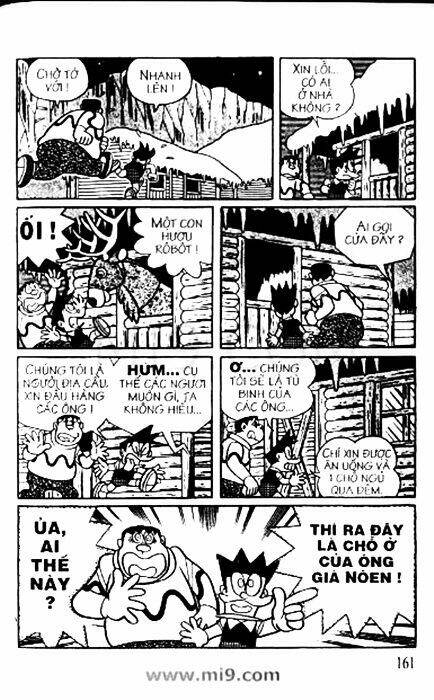 CHỜ TỚ
VỚI !
NHANH
LÊN !
XIN LỖI...
CÓ AI
Ở NHÀ
KHÔNG ?
ỐI !
MỘT CON
HƯƠU
RÔBỐT !
AI GỌI
CỬA ĐẤY ?
CHÚNG TÔI LÀ
NGƯỜI ĐỊA CẦU.
XIN ĐẦU HÀNG
CÁC ÔNG !
HỪM... CỤ
THỂ CÁC NGƯƠI
MUỐN GÌ, TA
KHÔNG HIỂU...
Ơ... CHÚNG
TÔI SẼ LÀ TÙ
BINH CỦA
CÁC ÔNG...
CHỈ XIN ĐƯỢC
ĂN UỐNG VÀ
1 CHỖ NGỦ
QUA ĐÊM.
ỦA,
AI
THẾ
NÀY
?
THÌ RA ĐÂY
LÀ CHỖ Ở
CỦA ÔNG
GIÀ NÔEN !
161
www.mi9.com